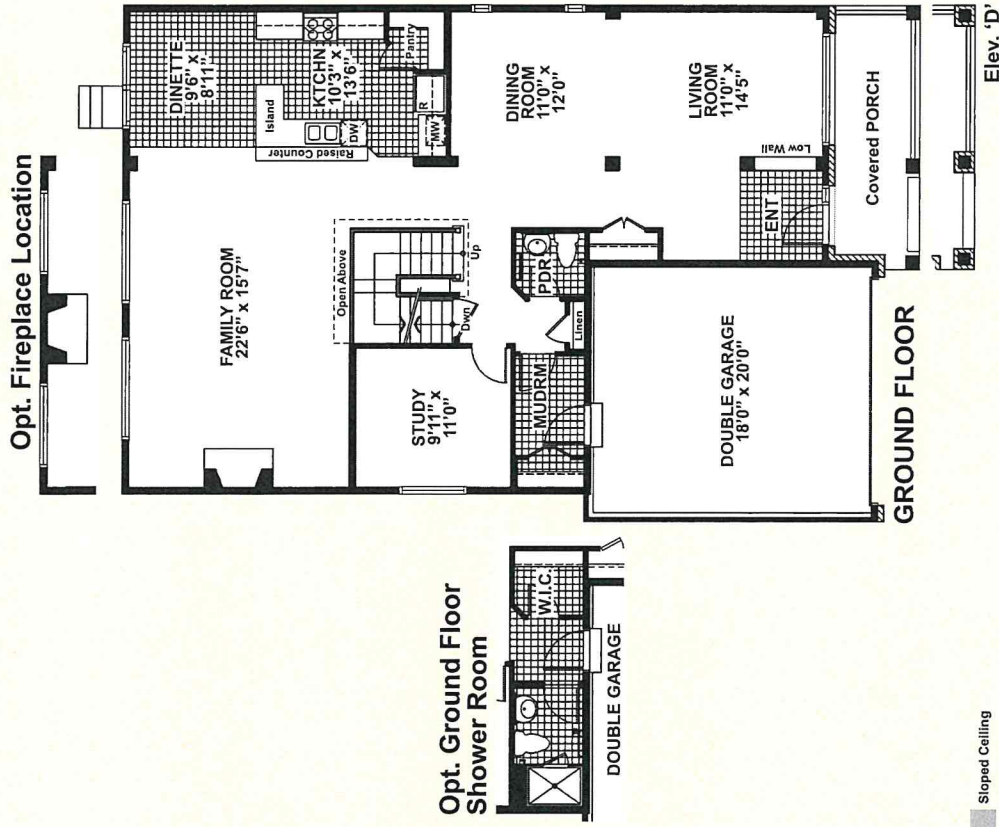 Opt. Fireplace Location
DINETTE
9'6" x
8'11"
KTCHN
10'3" x
13'6"
Pantry
Island
DW
R
MW
Raised Counter
FAMILY ROOM
22'6" x 15'7"
Open Above
Up
Dwn
STUDY
9'11" x
11'0"
DINING
ROOM
11'0" x
12'0"
LIVING
ROOM
11'0" x
14'5"
Low Wall
PDR
Linen
MUDRM
ENT
Covered PORCH
DOUBLE GARAGE
18'0" x 20'0"
GROUND FLOOR
Elev. 'D'
Opt. Ground Floor
Shower Room
W.I.C.
DOUBLE GARAGE
Sloped Ceiling